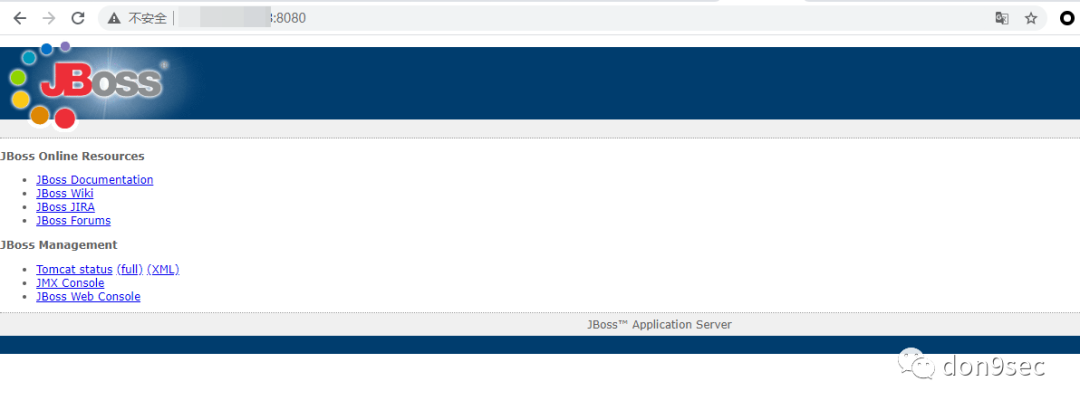 不安全 | :8080
JBoss
JBoss Online Resources
JBoss Documentation
JBoss Wiki
JBoss JIRA
JBoss Forums
JBoss Management
Tomcat status (full) (XML)
JMX Console
JBoss Web Console
JBoss™ Application Server
don9sec